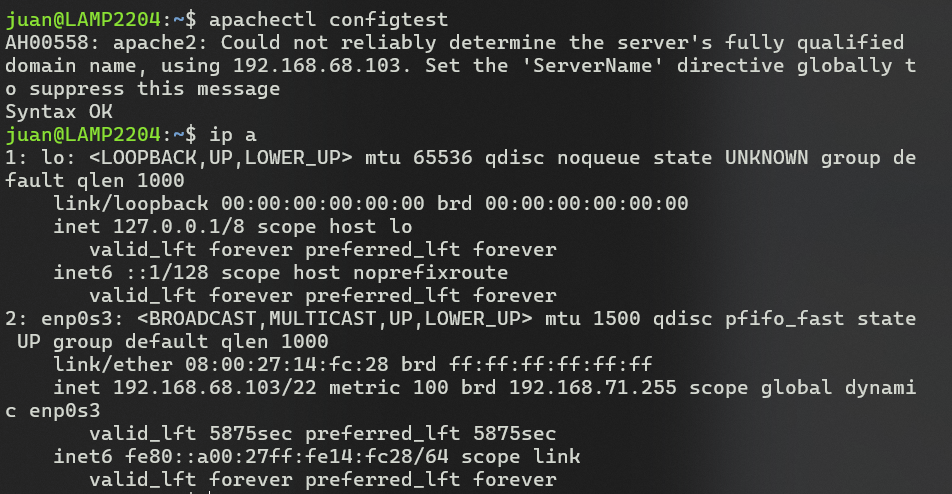 juan@LAMP2204:~$ apachectl configtest
AH00558: apache2: Could not reliably determine the server's fully qualified
domain name, using 192.168.68.103. Set the 'ServerName' directive globally t
o suppress this message
Syntax OK
juan@LAMP2204:~$ ip a
1: lo: <LOOPBACK,UP,LOWER_UP> mtu 65536 qdisc noqueue state UNKNOWN group de
fault qlen 1000
    link/loopback 00:00:00:00:00:00 brd 00:00:00:00:00:00
    inet 127.0.0.1/8 scope host lo
       valid_lft forever preferred_lft forever
    inet6 ::1/128 scope host noprefixroute
       valid_lft forever preferred_lft forever
2: enp0s3: <BROADCAST,MULTICAST,UP,LOWER_UP> mtu 1500 qdisc pfifo_fast state
 UP group default qlen 1000
    link/ether 08:00:27:14:fc:28 brd ff:ff:ff:ff:ff:ff
    inet 192.168.68.103/22 metric 100 brd 192.168.71.255 scope global dynami
c enp0s3
       valid_lft 5875sec preferred_lft 5875sec
    inet6 fe80::a00:27ff:fe14:fc28/64 scope link
       valid_lft forever preferred_lft forever